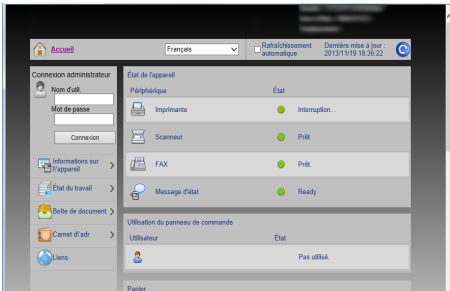 Accueil
Français
Rafraîchissement
automatique
Dernière mise à jour :
2013/11/19 18:36:22
Connexion administrateur
Nom d'util.
Mot de passe
Connexion
Informations sur
l'appareil
État du travail
Boîte de document
Carnet d'adr
Liens
État de l'appareil
Périphérique
État
Imprimante
Interruption...
Scanneur
Prêt.
FAX
Prêt.
Message d'état
Ready
Utilisation du panneau de commande
Utilisateur
État
Pas utilisé.
Papier